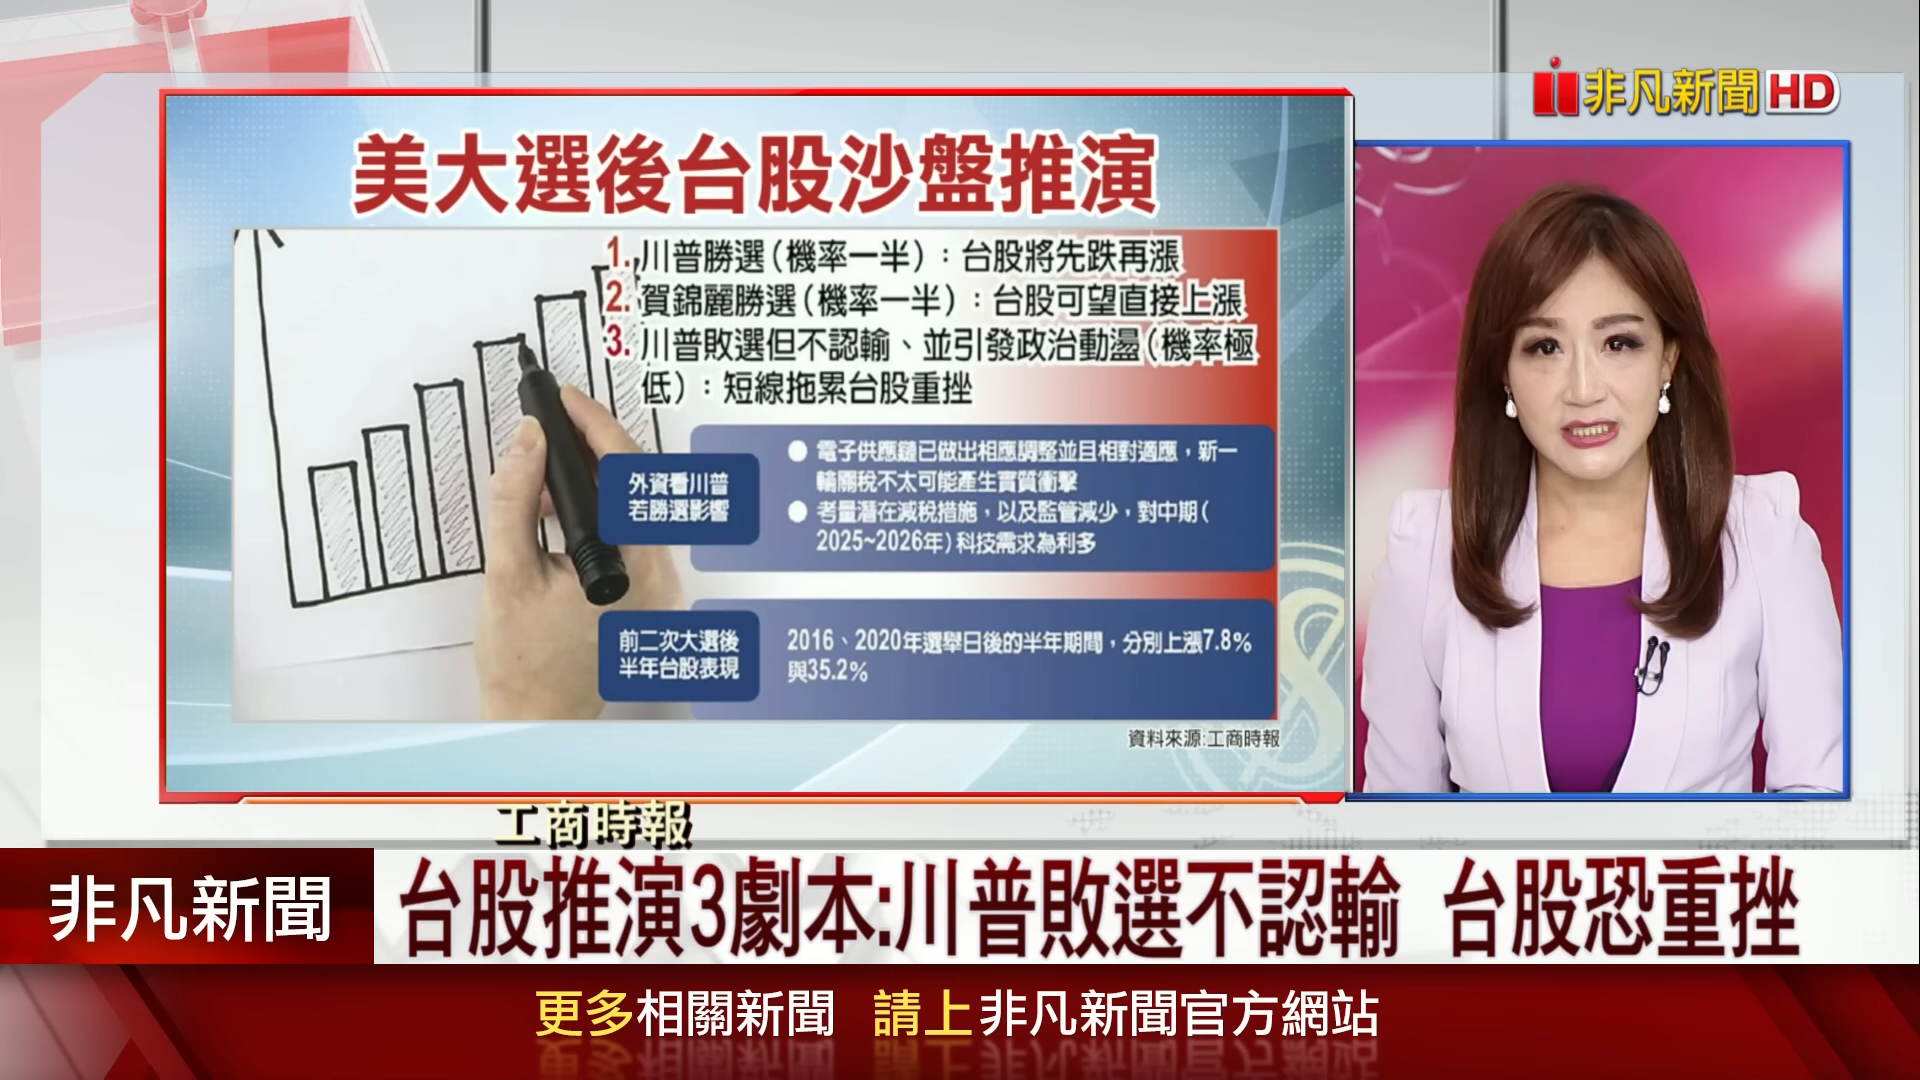 非凡新聞HD
美大選後台股沙盤推演
1. 川普勝選(機率一半):台股將先跌再漲
2. 賀錦麗勝選(機率一半):台股可望直接上漲
3. 川普敗選但不認輸、並引發政治動盪(機率極
低):短線拖累台股重挫
外資看川普
若勝選影響
● 電子供應鏈已做出相應調整並且相對適應,新一
輪關稅不太可能產生實質衝擊
● 考量潛在減稅措施,以及監管減少,對中期(
2025~2026年)科技需求為利多
前二次大選後
半年台股表現
2016、2020年選舉日後的半年期間,分別上漲7.8%
與35.2%
資料來源:工商時報
工商時報
非凡新聞
台股推演3劇本:川普敗選不認輸 台股恐重挫
更多相關新聞 請上非凡新聞官方網站